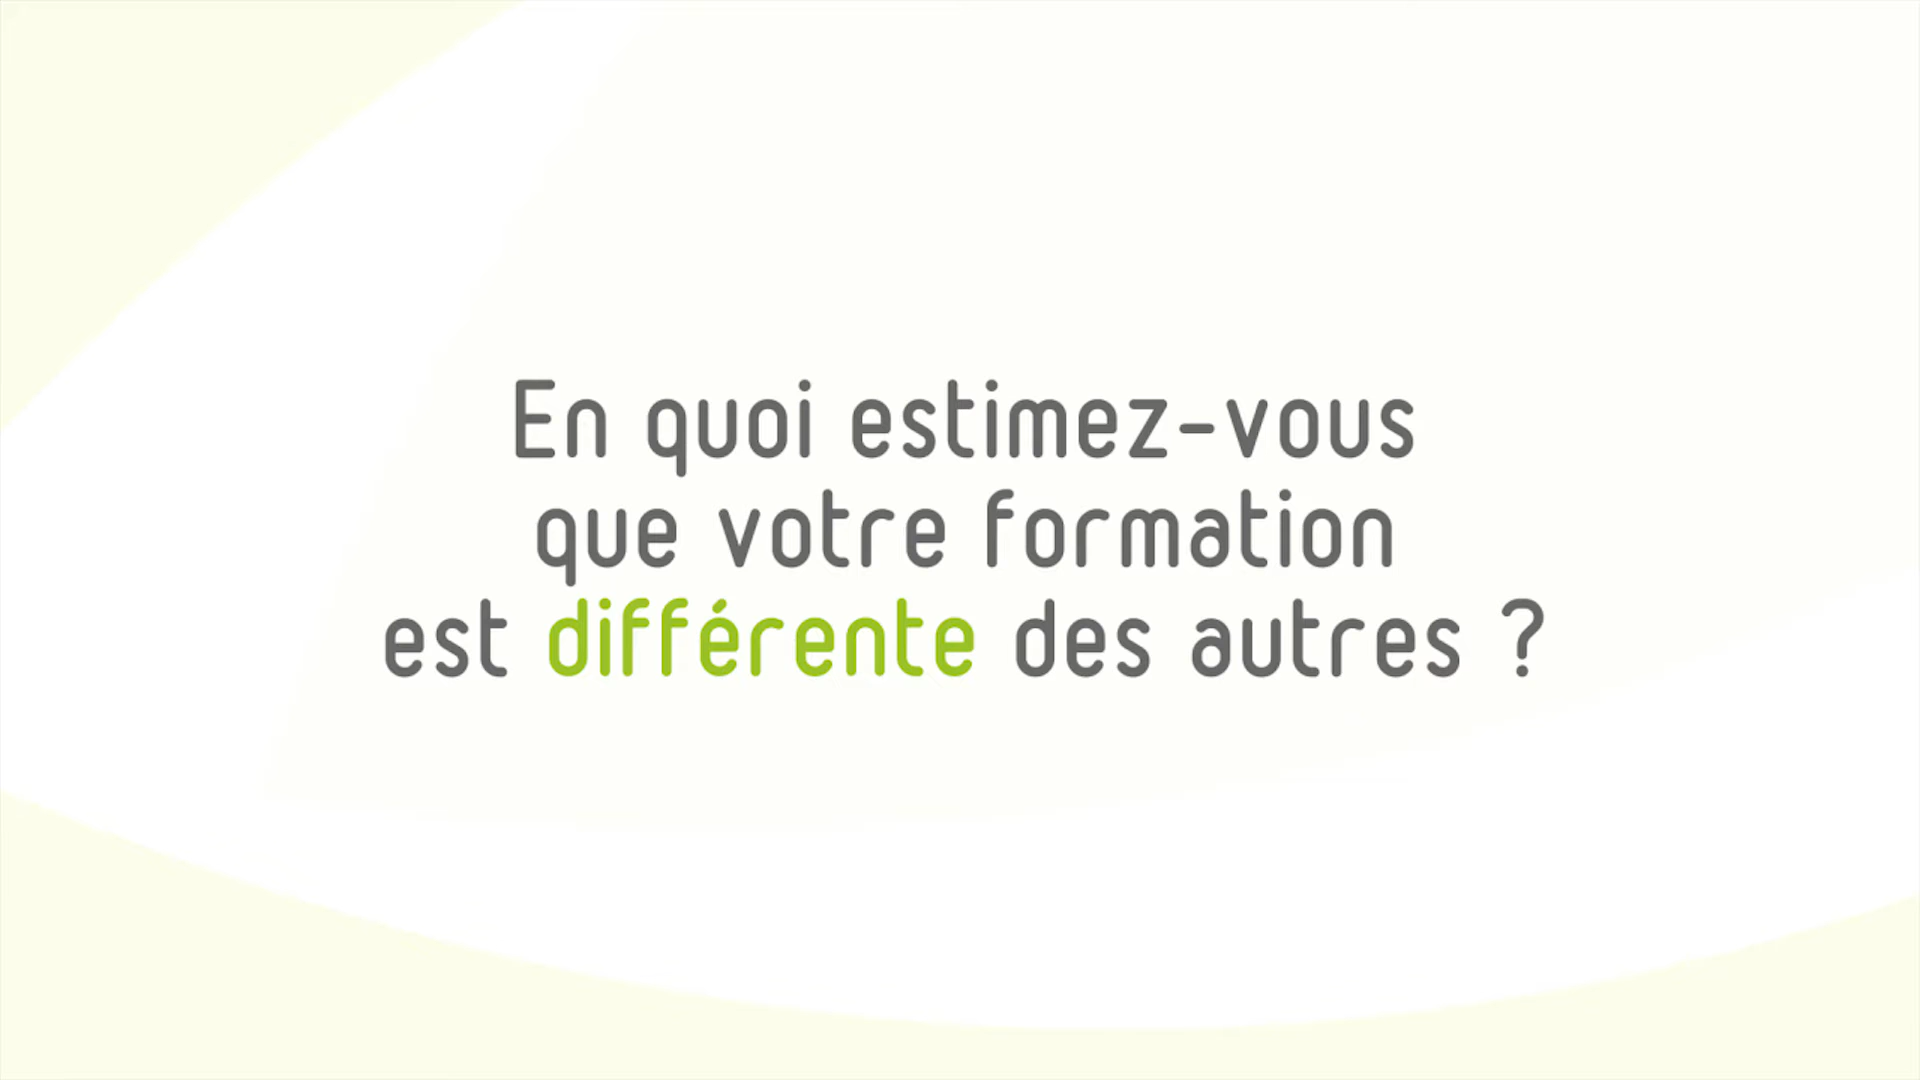 En quoi estimez-vous
que votre formation
est différente des autres ?